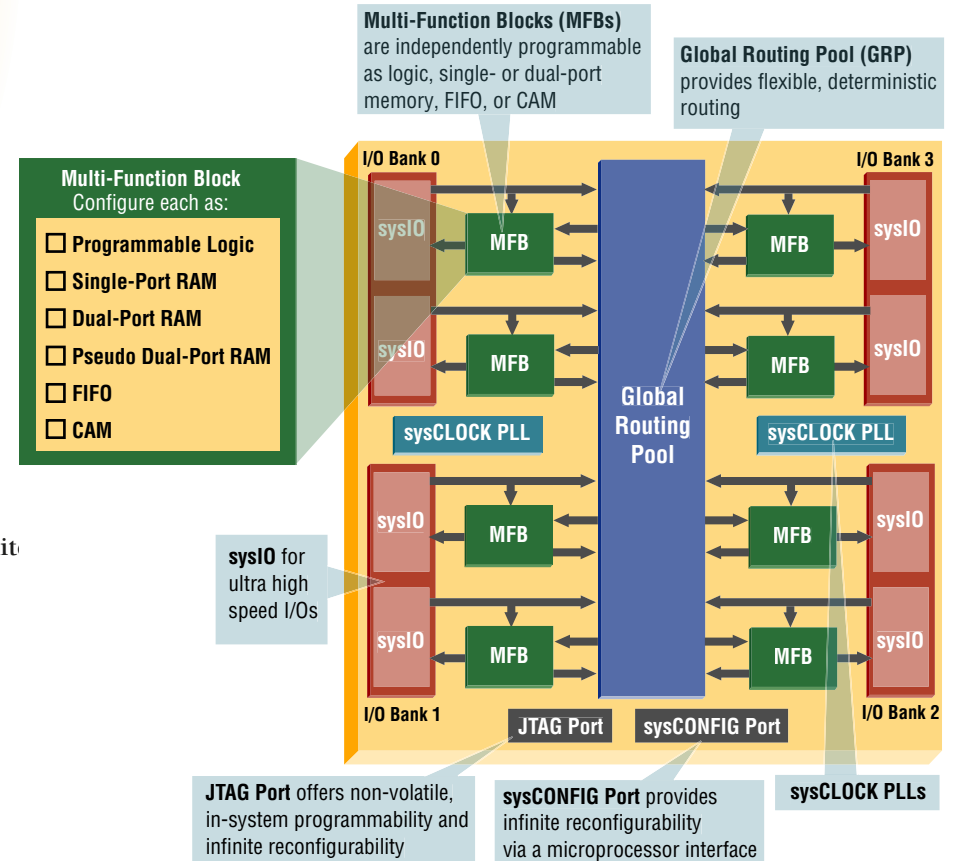 Multi-Function Blocks (MFBs)
are independently programmable
as logic, single- or dual-port
memory, FIFO, or CAM
Global Routing Pool (GRP)
provides flexible, deterministic
routing
Multi-Function Block
Configure each as:
Programmable Logic
Single-Port RAM
Dual-Port RAM
Pseudo Dual-Port RAM
FIFO
CAM
I/O Bank 0
I/O Bank 3
sysIO
MFB
MFB
sysIO
sysIO
MFB
MFB
sysIO
Global
Routing
Pool
sysCLOCK PLL
sysCLOCK PLL
sysIO
MFB
MFB
sysIO
sysIO for
ultra high
speed I/Os
sysIO
MFB
MFB
sysIO
I/O Bank 1
I/O Bank 2
JTAG Port
sysCONFIG Port
JTAG Port offers non-volatile,
in-system programmability and
infinite reconfigurability
sysCONFIG Port provides
infinite reconfigurability
via a microprocessor interface
sysCLOCK PLLs